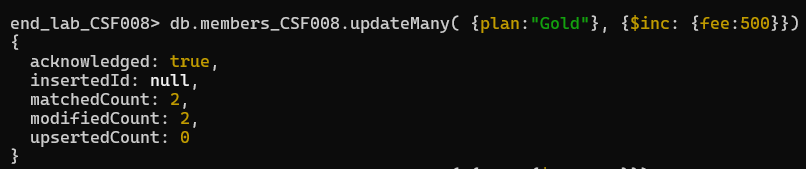 end_lab_CSF008> db.members_CSF008.updateMany( {plan:"Gold"}, {$inc: {fee:500}})
{
  acknowledged: true,
  insertedId: null,
  matchedCount: 2,
  modifiedCount: 2,
  upsertedCount: 0
}